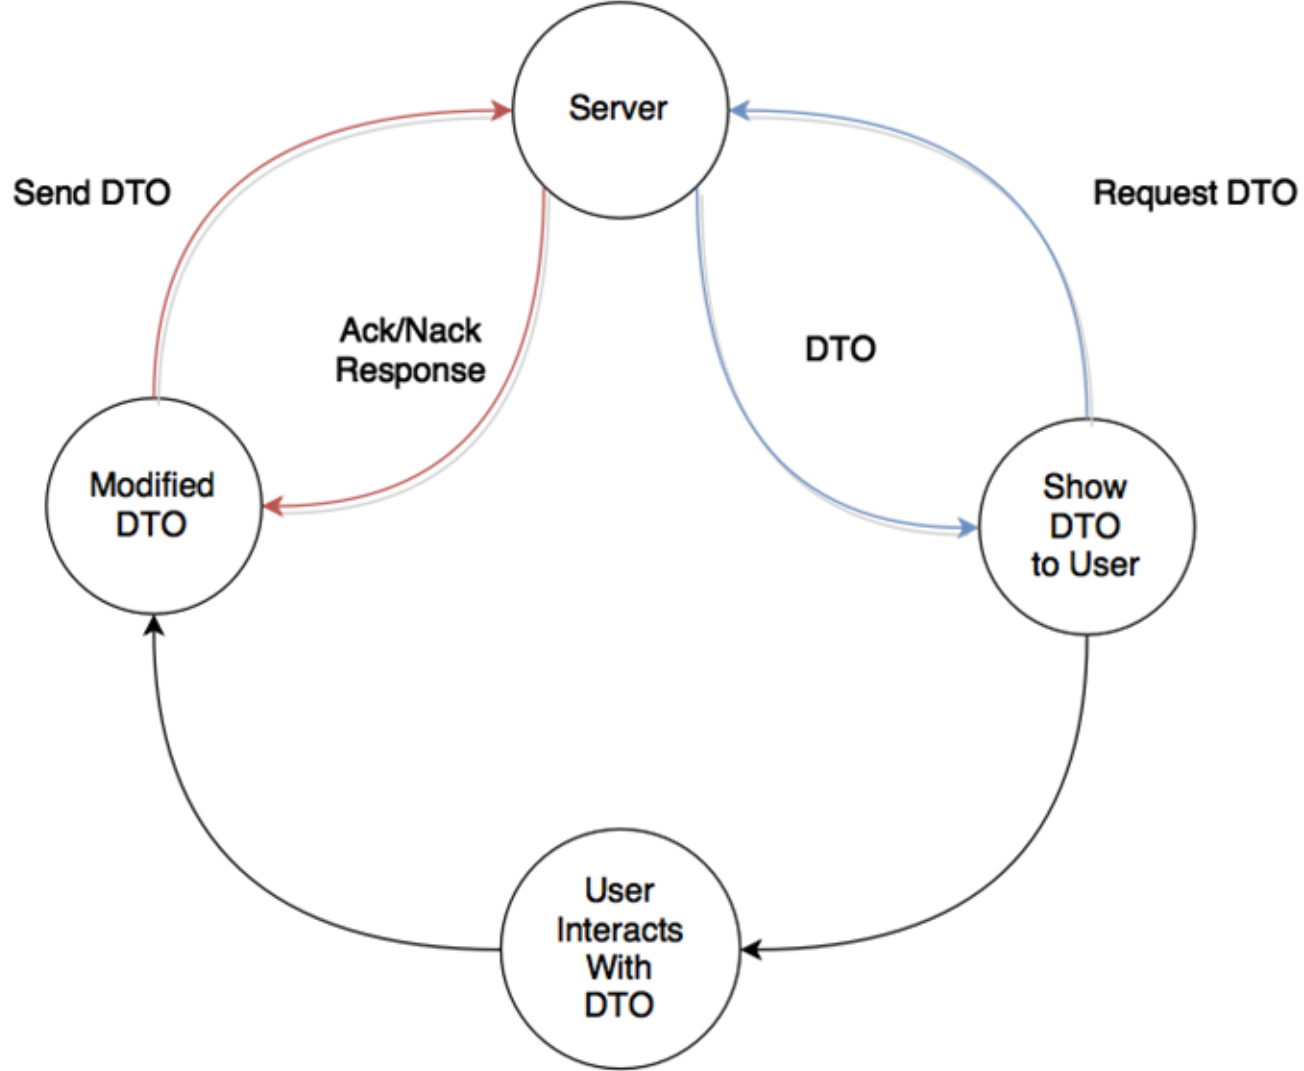 Server
Send DTO
Request DTO
Ack/Nack
Response
DTO
Modified
DTO
Show
DTO
to User
User
Interacts
With
DTO